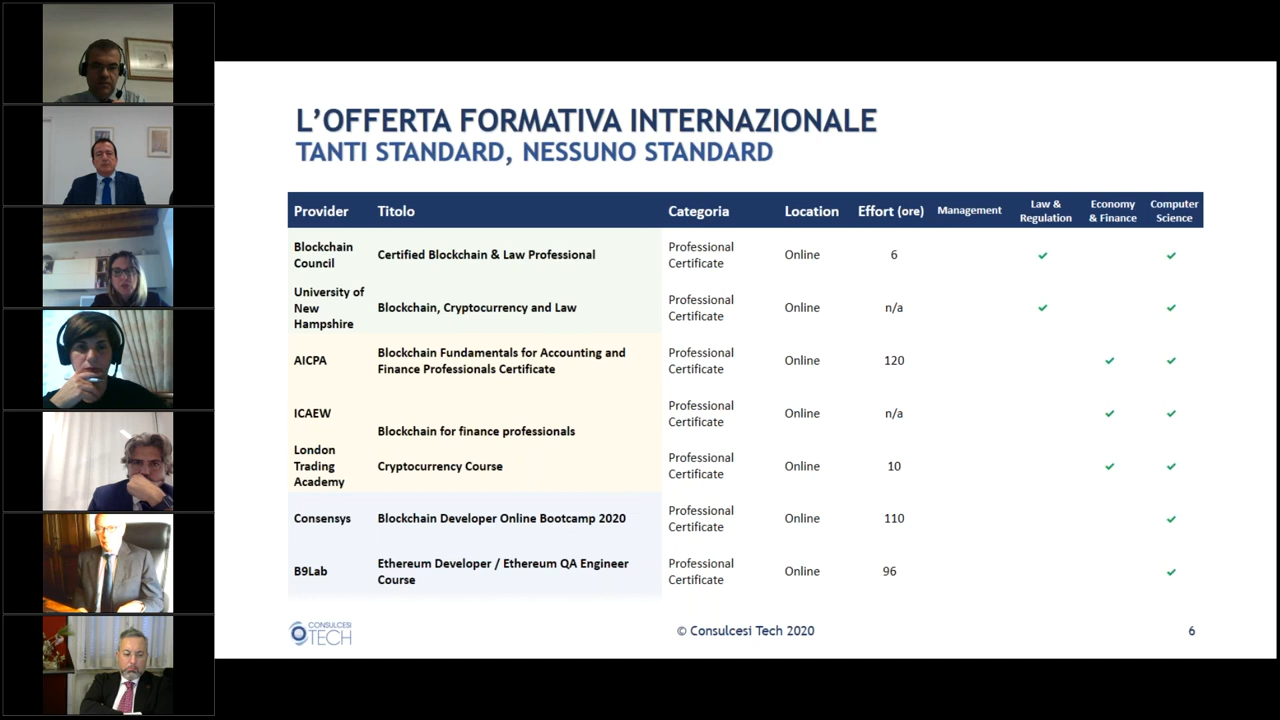 L'OFFERTA FORMATIVA INTERNAZIONALE
TANTI STANDARD, NESSUNO STANDARD
Provider Titolo Categoria Location Effort (ore) Management Law & Regulation Economy & Finance Computer Science
Blockchain Council Certified Blockchain & Law Professional Professional Certificate Online 6 ✓ ✓
University of New Hampshire Blockchain, Cryptocurrency and Law Professional Certificate Online n/a ✓ ✓
AICPA Blockchain Fundamentals for Accounting and Finance Professionals Certificate Professional Certificate Online 120 ✓ ✓
ICAEW Blockchain for finance professionals Professional Certificate Online n/a ✓ ✓
London Trading Academy Cryptocurrency Course Professional Certificate Online 10 ✓ ✓
Consensys Blockchain Developer Online Bootcamp 2020 Professional Certificate Online 110 ✓
B9Lab Ethereum Developer / Ethereum QA Engineer Course Professional Certificate Online 96 ✓
CONSULCESI
TECH
© Consulcesi Tech 2020
6